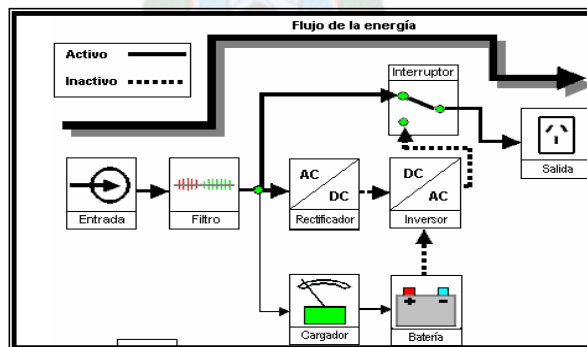 Flujo de la energía
Activo
Inactivo
Interruptor
Salida
Entrada
Filtro
AC
DC
Rectificador
DC
AC
Inversor
Cargador
+ -
Batería